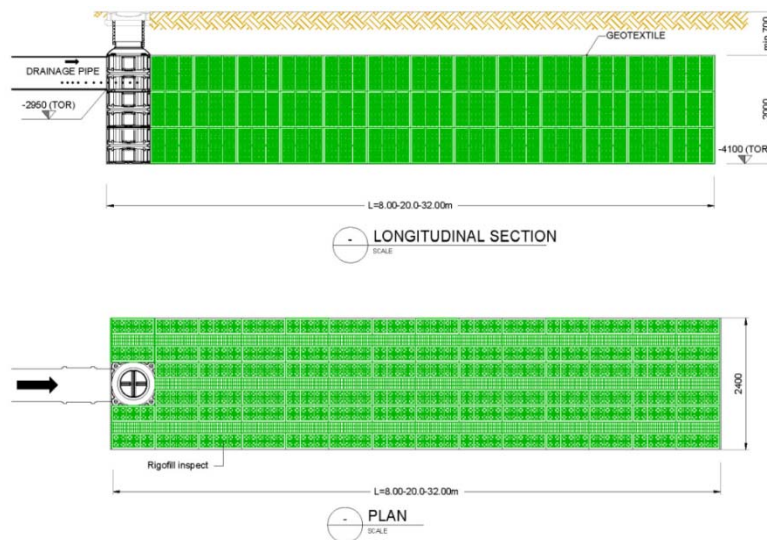 min 700
GEOTEXTILE
DRAINAGE PIPE
-2950 (TOR)
2000
-4100 (TOR)
L=8.00-20.0-32.00m
-
LONGITUDINAL SECTION
SCALE
2400
Rigofill inspect
L=8.00-20.0-32.00m
-
PLAN
SCALE